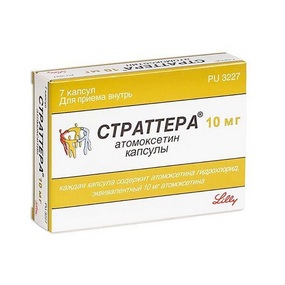 7 капсул
Для приема внутрь
PU 3227
СТРАТТЕРА® 10 мг
атомоксетин
капсулы
каждая капсула содержит атомоксетина гидрохлорид,
эквивалентный 10 мг атомоксетина
Lilly